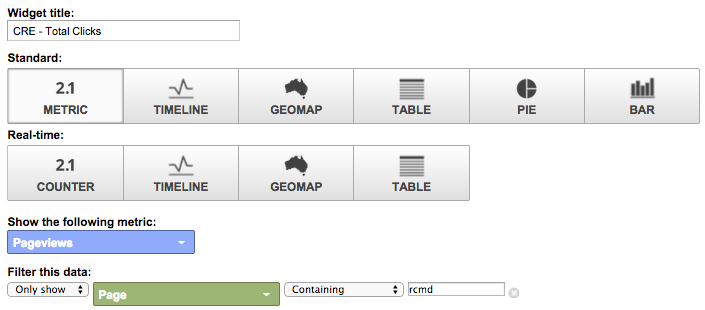 Widget title:
CRE - Total Clicks
Standard:
2.1
METRIC TIMELINE GEOMAP TABLE PIE BAR
Real-time:
2.1
COUNTER TIMELINE GEOMAP TABLE
Show the following metric:
Pageviews
Filter this data:
Only show Page Containing rcmd